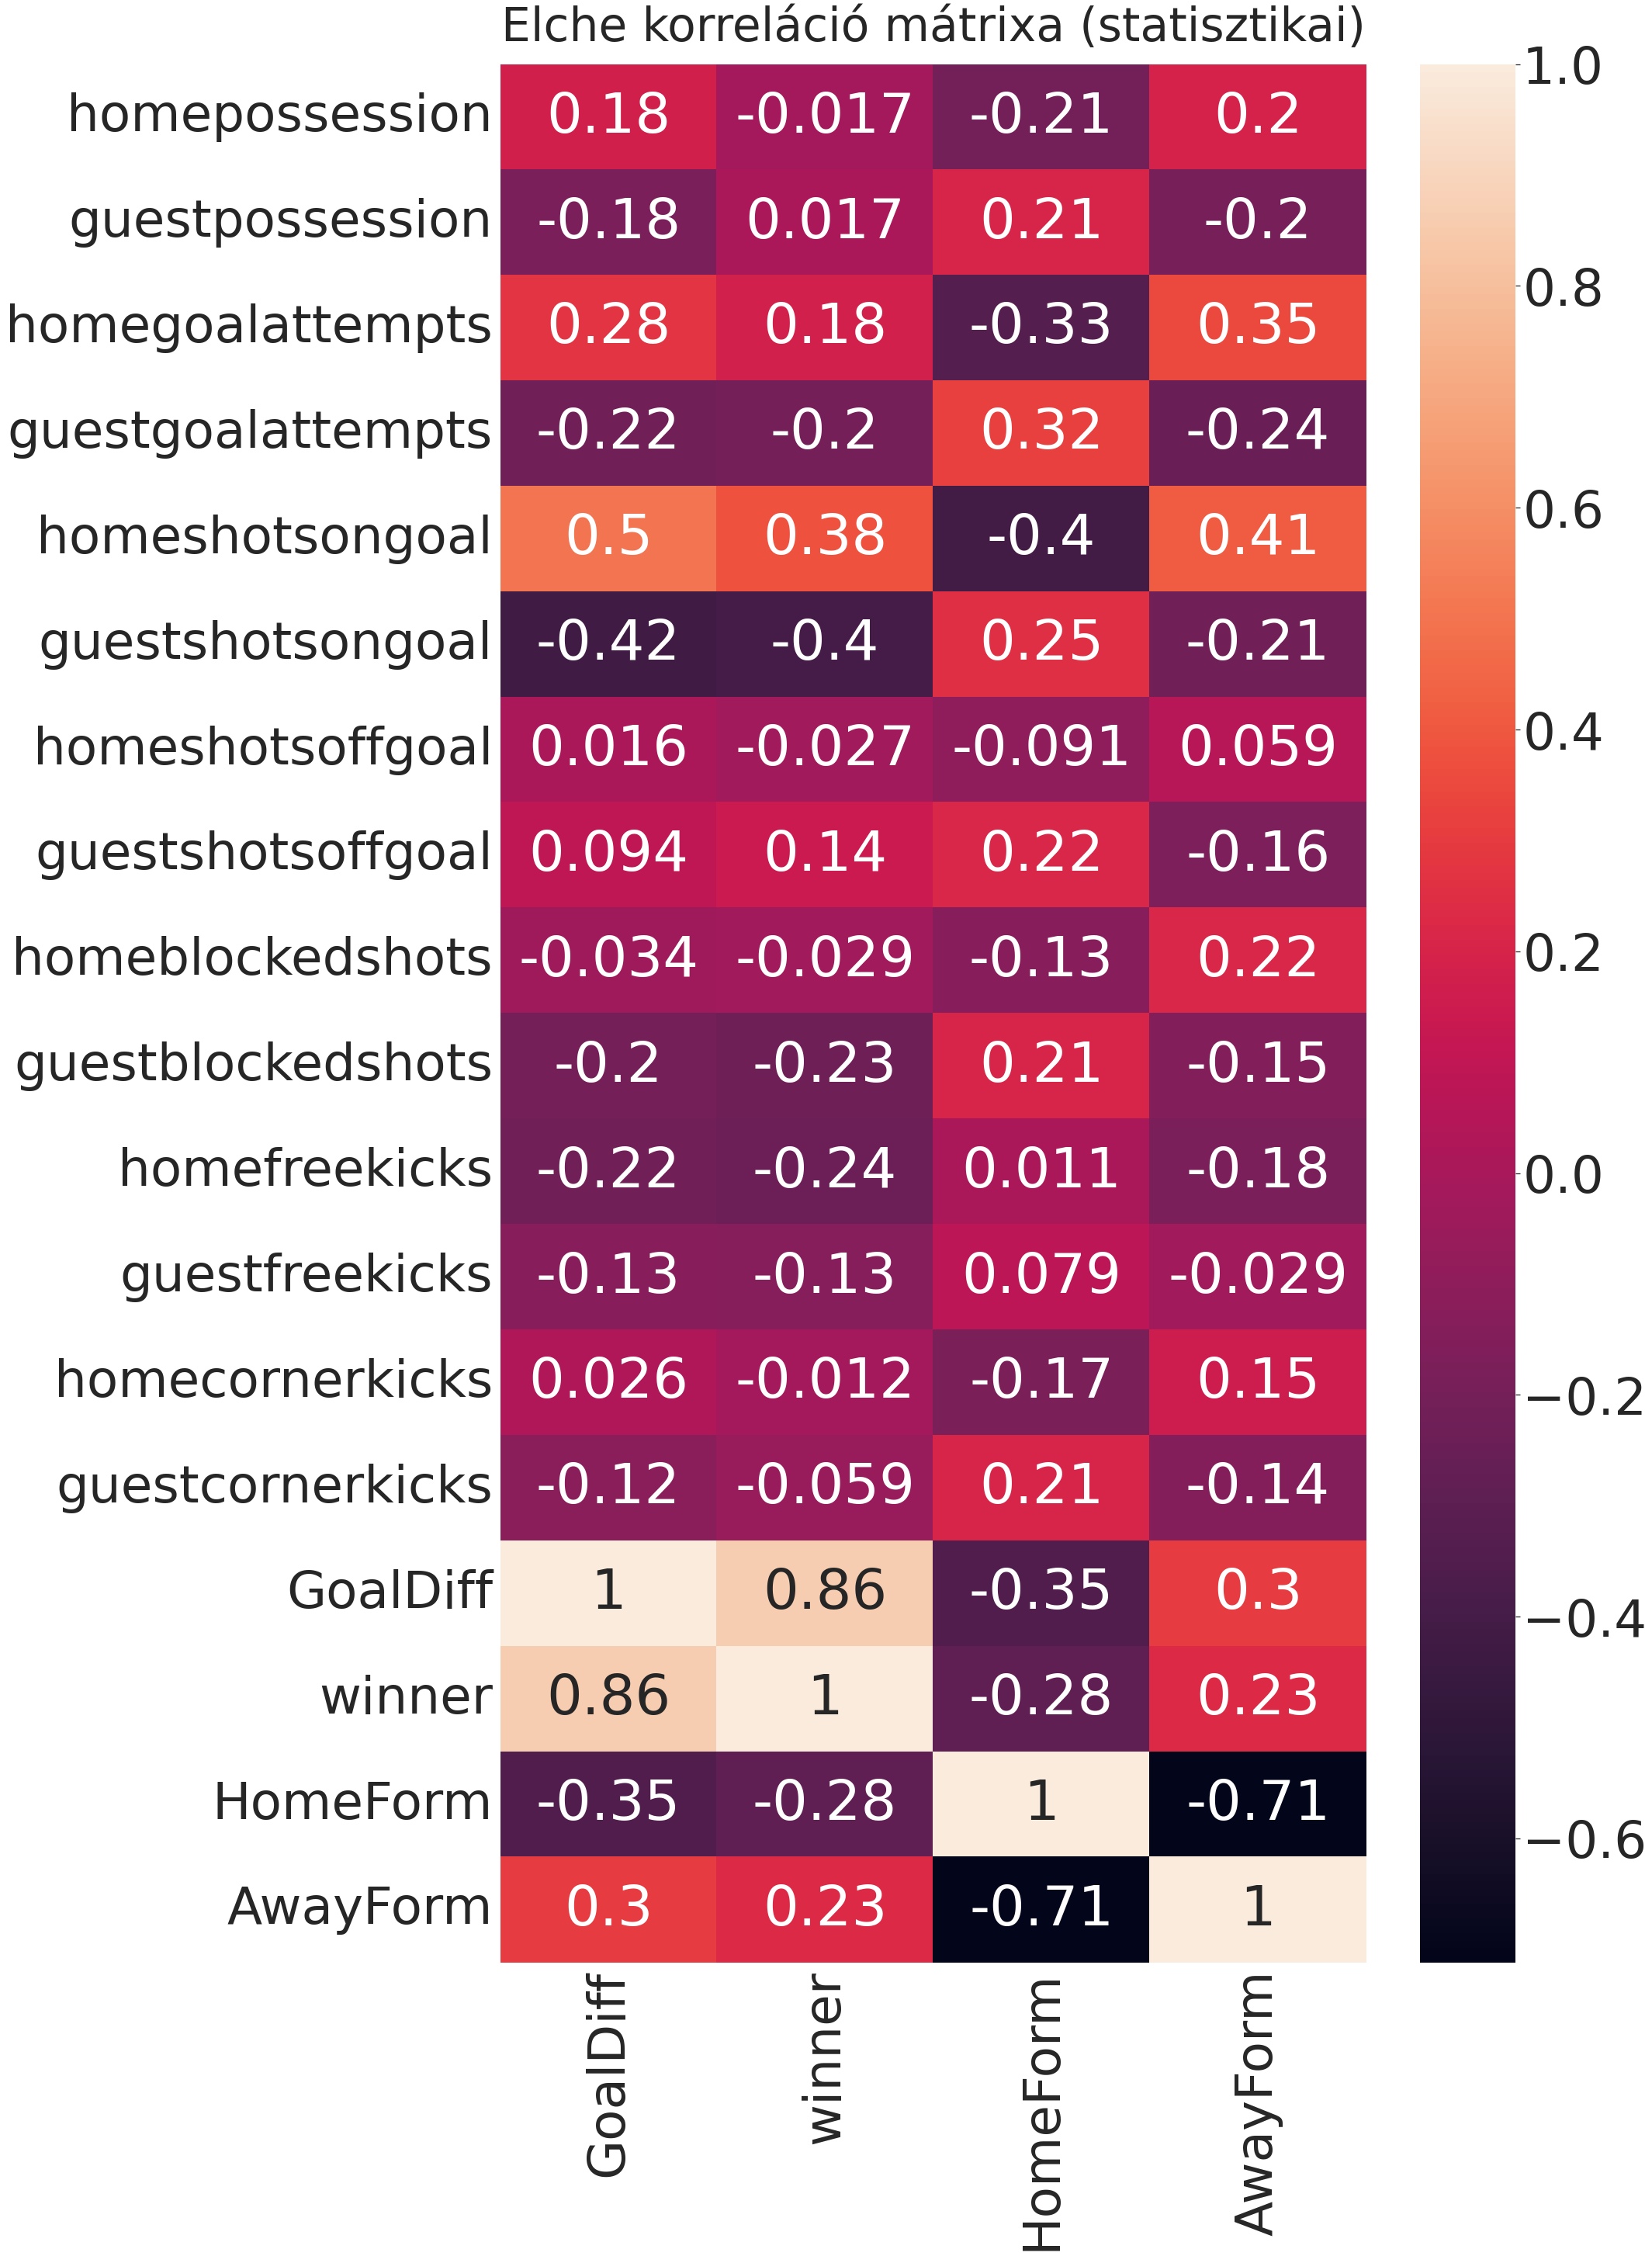 Elche korreláció mátrixa (statisztikai)
homepossession 0.18 -0.017 -0.21 0.2
guestpossession -0.18 0.017 0.21 -0.2
homegoalattempts 0.28 0.18 -0.33 0.35
guestgoalattempts -0.22 -0.2 0.32 -0.24
homeshotsongoal 0.5 0.38 -0.4 0.41
guestshotsongoal -0.42 -0.4 0.25 -0.21
homeshotsoffgoal 0.016 -0.027 -0.091 0.059
guestshotsoffgoal 0.094 0.14 0.22 -0.16
homeblockedshots -0.034 -0.029 -0.13 0.22
guestblockedshots -0.2 -0.23 0.21 -0.15
homefreekicks -0.22 -0.24 0.011 -0.18
guestfreekicks -0.13 -0.13 0.079 -0.029
homecornerkicks 0.026 -0.012 -0.17 0.15
guestcornerkicks -0.12 -0.059 0.21 -0.14
GoalDiff 1 0.86 -0.35 0.3
winner 0.86 1 -0.28 0.23
HomeForm -0.35 -0.28 1 -0.71
AwayForm 0.3 0.23 -0.71 1
GoalDiff
winner
HomeForm
AwayForm
1.0
0.8
0.6
0.4
0.2
0.0
−0.2
−0.4
−0.6